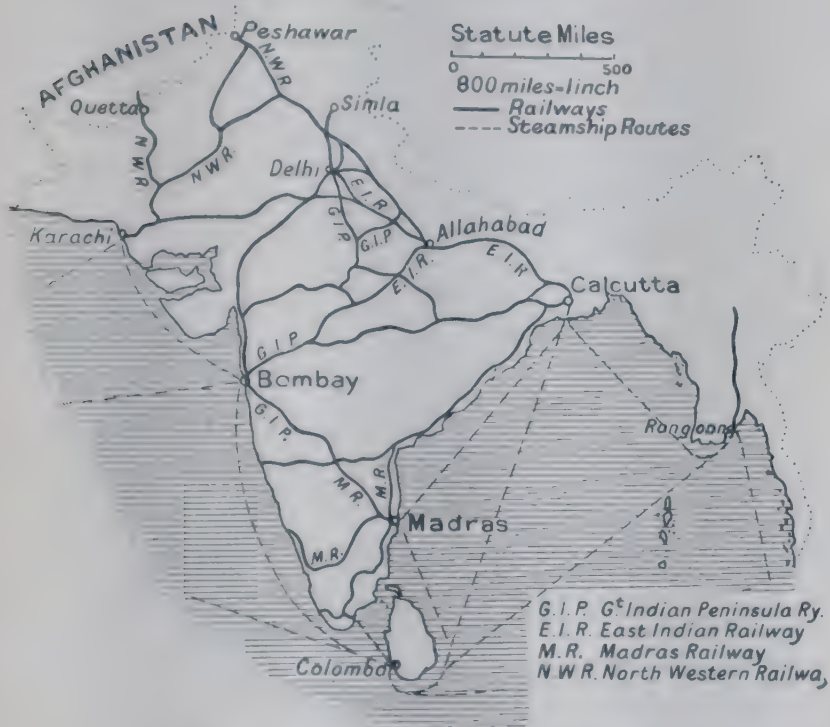 AFGHANISTAN
Peshawar
N.W.R.
Quetta
Simla
N.W.R.
N.W.R.
Delhi
E.I.R.
G.I.P.
G.I.P.
Karachi
Allahabad
E.I.R.
E.I.R.
Calcutta
G.I.P.
Bombay
G.I.P.
Rangoon
M.R.
M.R.
Madras
M.R.
Colombo
Statute Miles
0 500
800 miles=1inch
Railways
Steamship Routes
G.I.P. Gt Indian Peninsula Ry.
E.I.R. East Indian Railway
M.R. Madras Railway
N.W.R. North Western Railwa